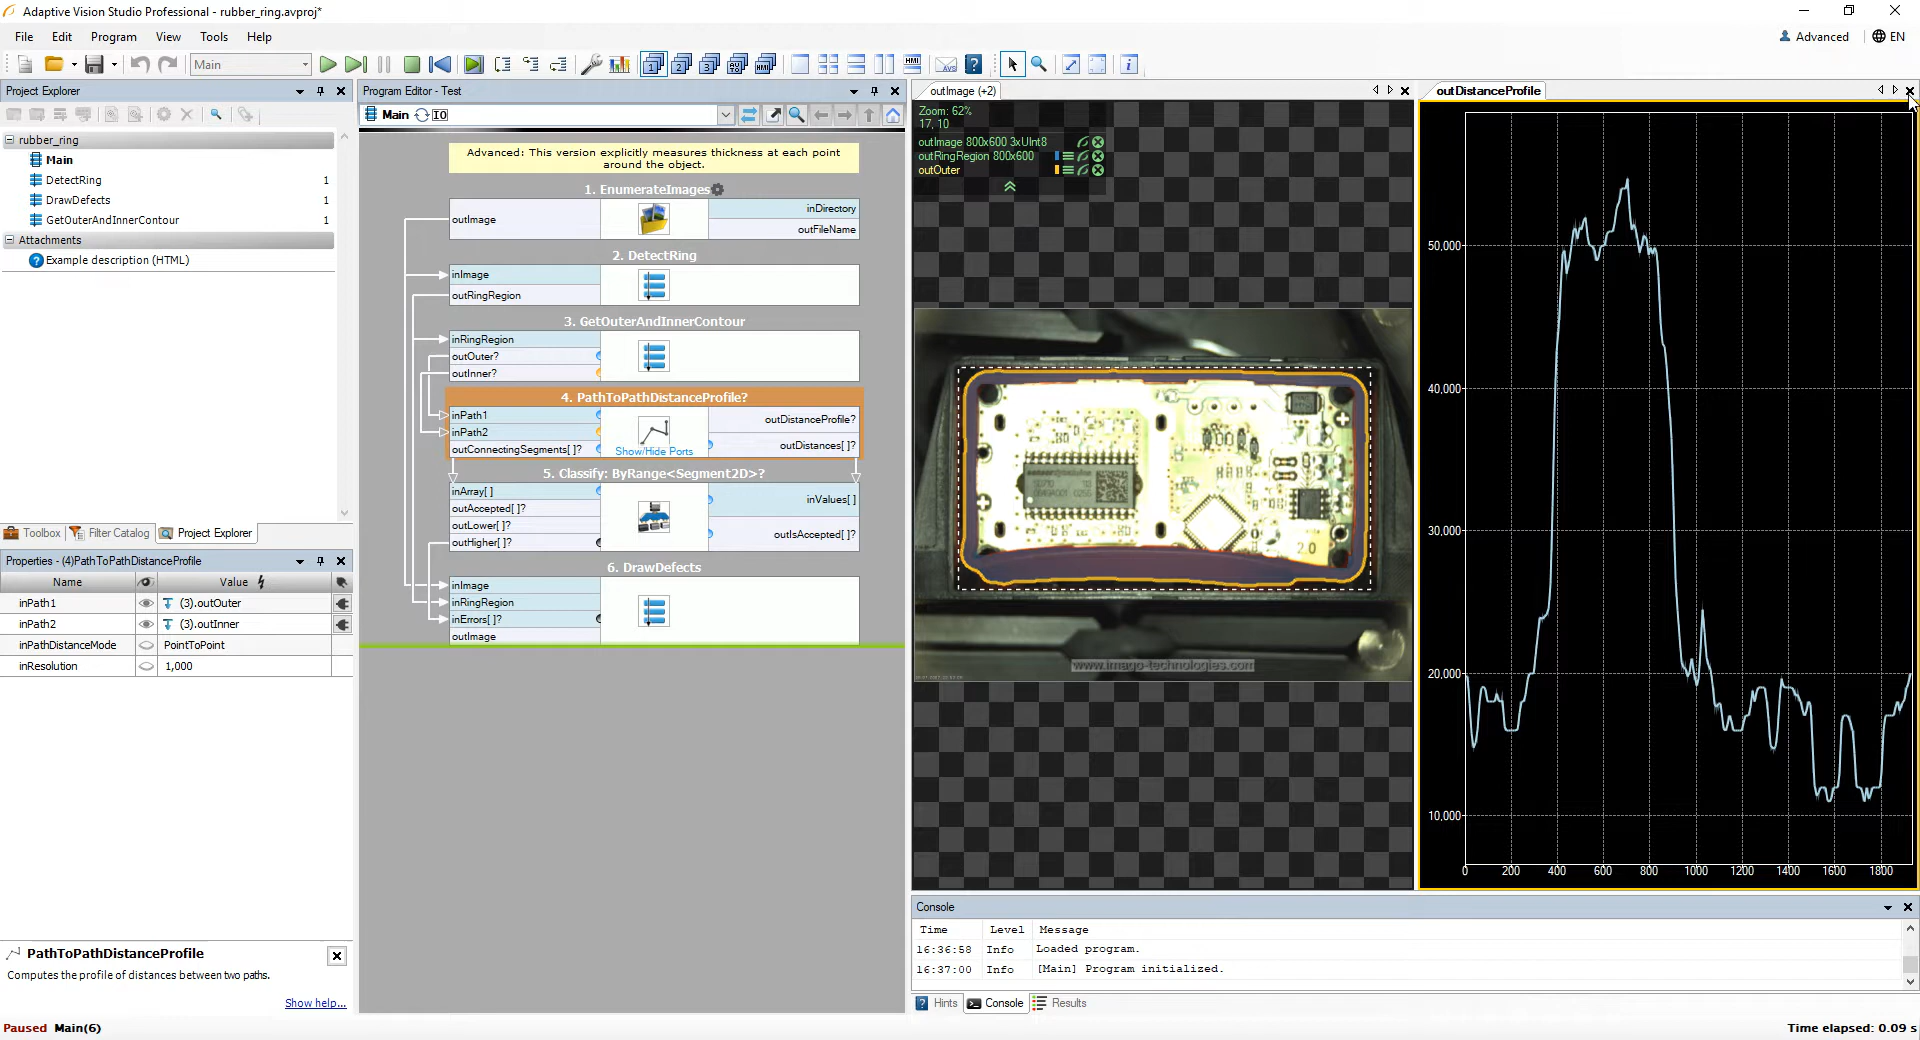 Adaptive Vision Studio Professional - rubber_ring.avproj*
File Edit Program View Tools Help
Advanced EN
Main
Project Explorer
rubber_ring
Main
DetectRing 1
DrawDefects 1
GetOuterAndInnerContour 1
Attachments
Example description (HTML)
Toolbox Filter Catalog Project Explorer
Properties - (4)PathToPathDistanceProfile
Name Value
inPath1 (3).outOuter
inPath2 (3).outInner
inPathDistanceMode PointToPoint
inResolution 1,000
PathToPathDistanceProfile
Computes the profile of distances between two paths.
Show help...
Paused Main(6)
Program Editor - Test
Main IO
Advanced: This version explicitly measures thickness at each point
around the object.
1. EnumerateImages
outImage
inDirectory
outFileName
2. DetectRing
inImage
outRingRegion
3. GetOuterAndInnerContour
inRingRegion
outOuter?
outInner?
4. PathToPathDistanceProfile?
inPath1
inPath2
outConnectingSegments[ ]?
Show/Hide Ports
outDistanceProfile?
outDistances[ ]?
5. Classify: ByRange<Segment2D>?
inArray[ ]
outAccepted[ ]?
outLower[ ]?
outHigher[ ]?
inValues[ ]
outIsAccepted[ ]?
6. DrawDefects
inImage
inRingRegion
inErrors[ ]?
outImage
outImage (+2)
Zoom: 62%
17, 10
outImage 800x600 3xUInt8
outRingRegion 800x600
outOuter
2.0
www.imago-technologies.com
outDistanceProfile
50,000
40,000
30,000
20,000
10,000
0 200 400 600 800 1000 1200 1400 1600 1800
Console
Time Level Message
16:36:58 Info Loaded program.
16:37:00 Info [Main] Program initialized.
Hints Console Results
Time elapsed: 0.09 s